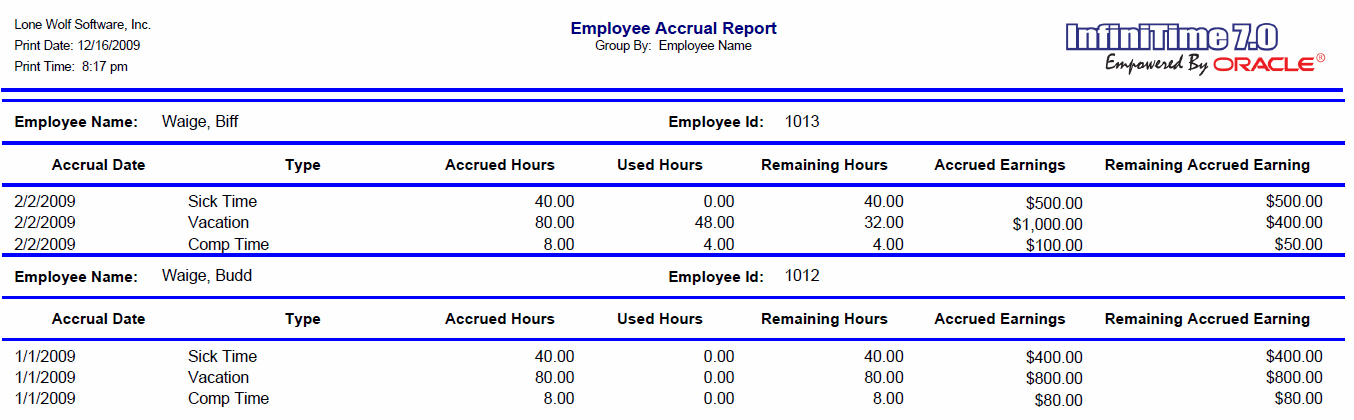 Lone Wolf Software, Inc.
Print Date: 12/16/2009
Print Time: 8:17 pm
Employee Accrual Report
Group By: Employee Name
InfiniTime 7.0
Empowered By ORACLE®
Employee Name: Waige, Biff Employee Id: 1013
Accrual Date Type Accrued Hours Used Hours Remaining Hours Accrued Earnings Remaining Accrued Earning
2/2/2009 Sick Time 40.00 0.00 40.00 $500.00 $500.00
2/2/2009 Vacation 80.00 48.00 32.00 $1,000.00 $400.00
2/2/2009 Comp Time 8.00 4.00 4.00 $100.00 $50.00
Employee Name: Waige, Budd Employee Id: 1012
Accrual Date Type Accrued Hours Used Hours Remaining Hours Accrued Earnings Remaining Accrued Earning
1/1/2009 Sick Time 40.00 0.00 40.00 $400.00 $400.00
1/1/2009 Vacation 80.00 0.00 80.00 $800.00 $800.00
1/1/2009 Comp Time 8.00 0.00 8.00 $80.00 $80.00